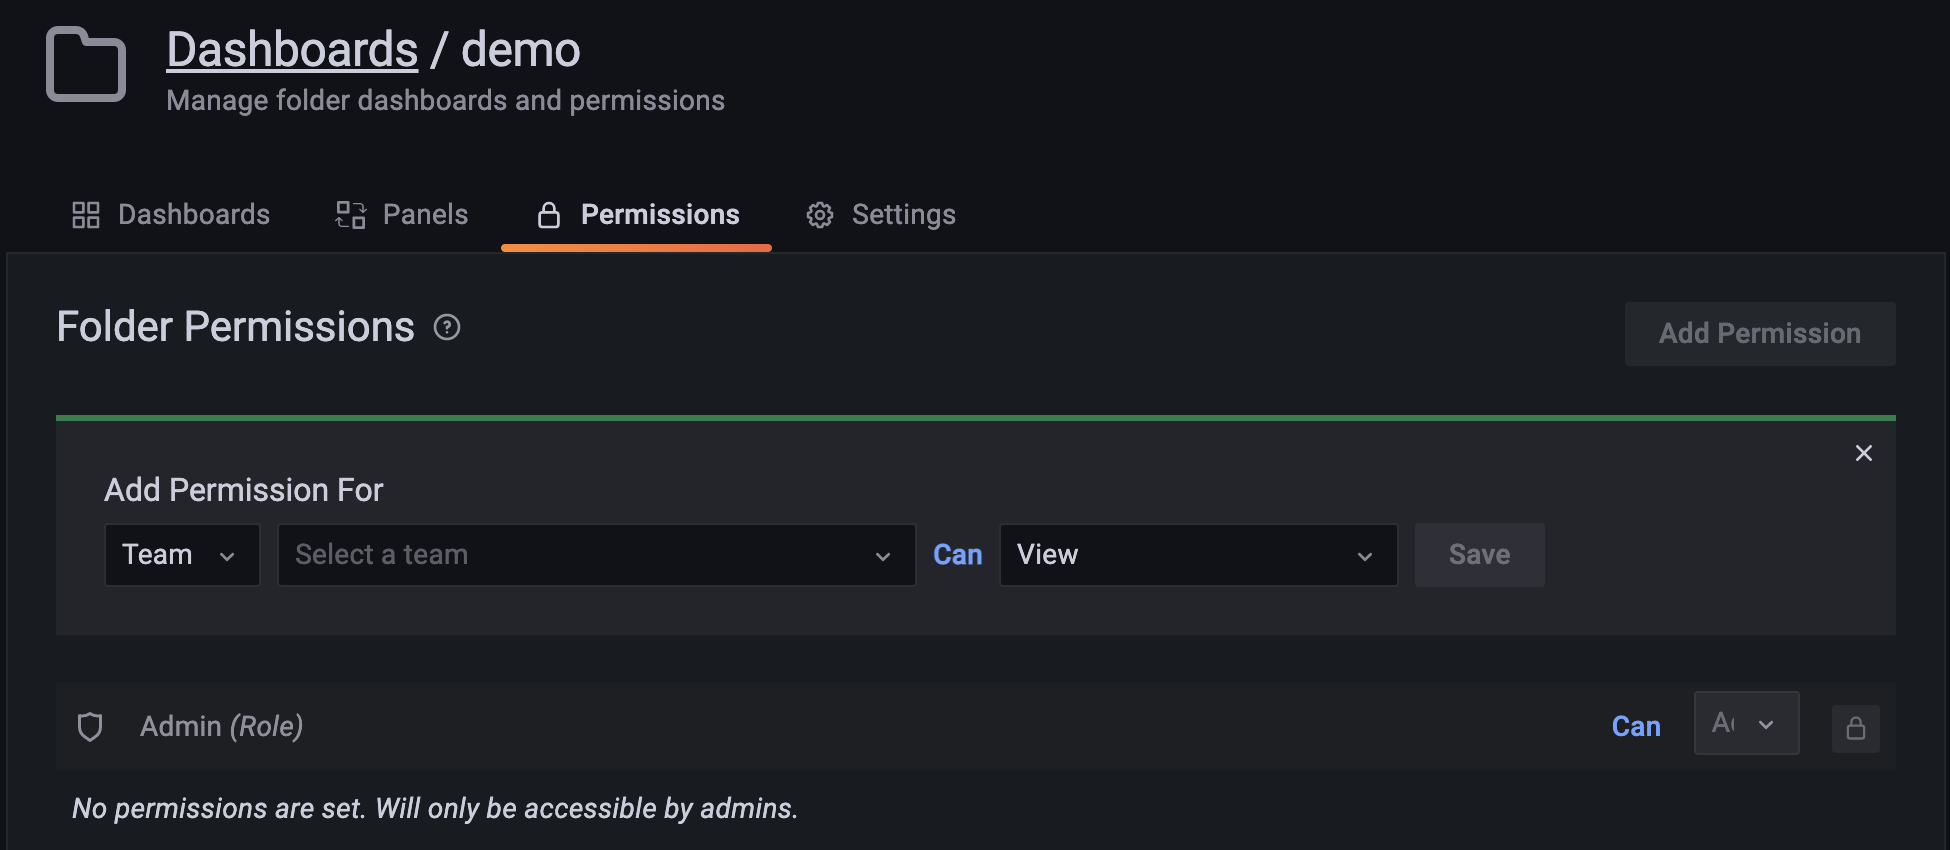 Dashboards / demo
Manage folder dashboards and permissions
Dashboards Panels Permissions Settings
Folder Permissions
Add Permission
Add Permission For
Team Select a team Can View Save
Admin (Role) Can
No permissions are set. Will only be accessible by admins.